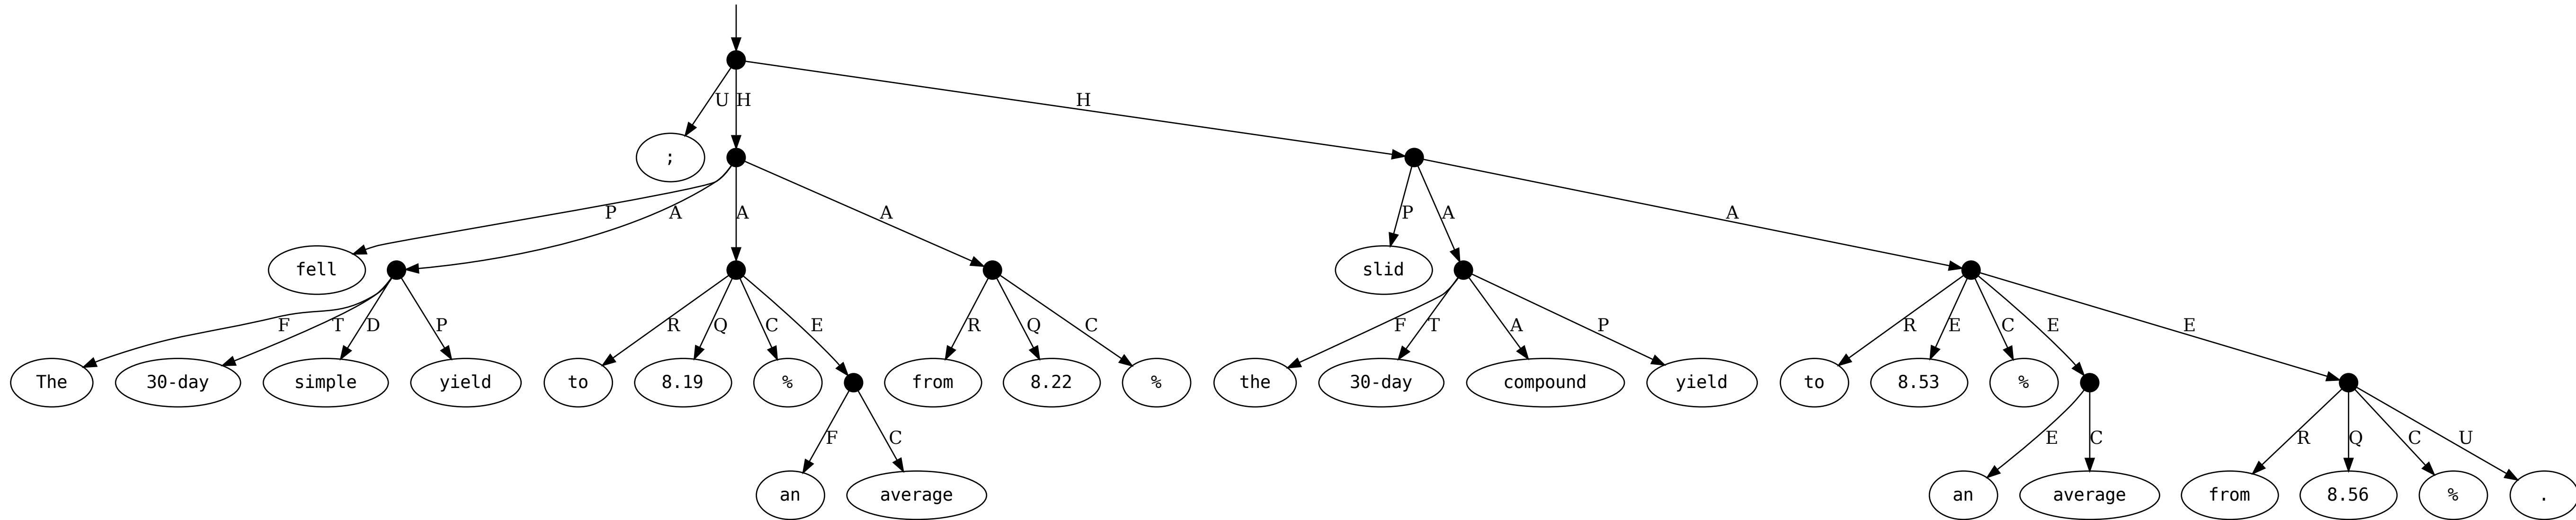 U H H
;
P A A A P A A
fell slid
F T D P R Q C E R Q C F T A P R E C E E
The 30-day simple yield to 8.19 % from 8.22 % the 30-day compound yield to 8.53 %
F C E C R Q C U
an average an average from 8.56 % .